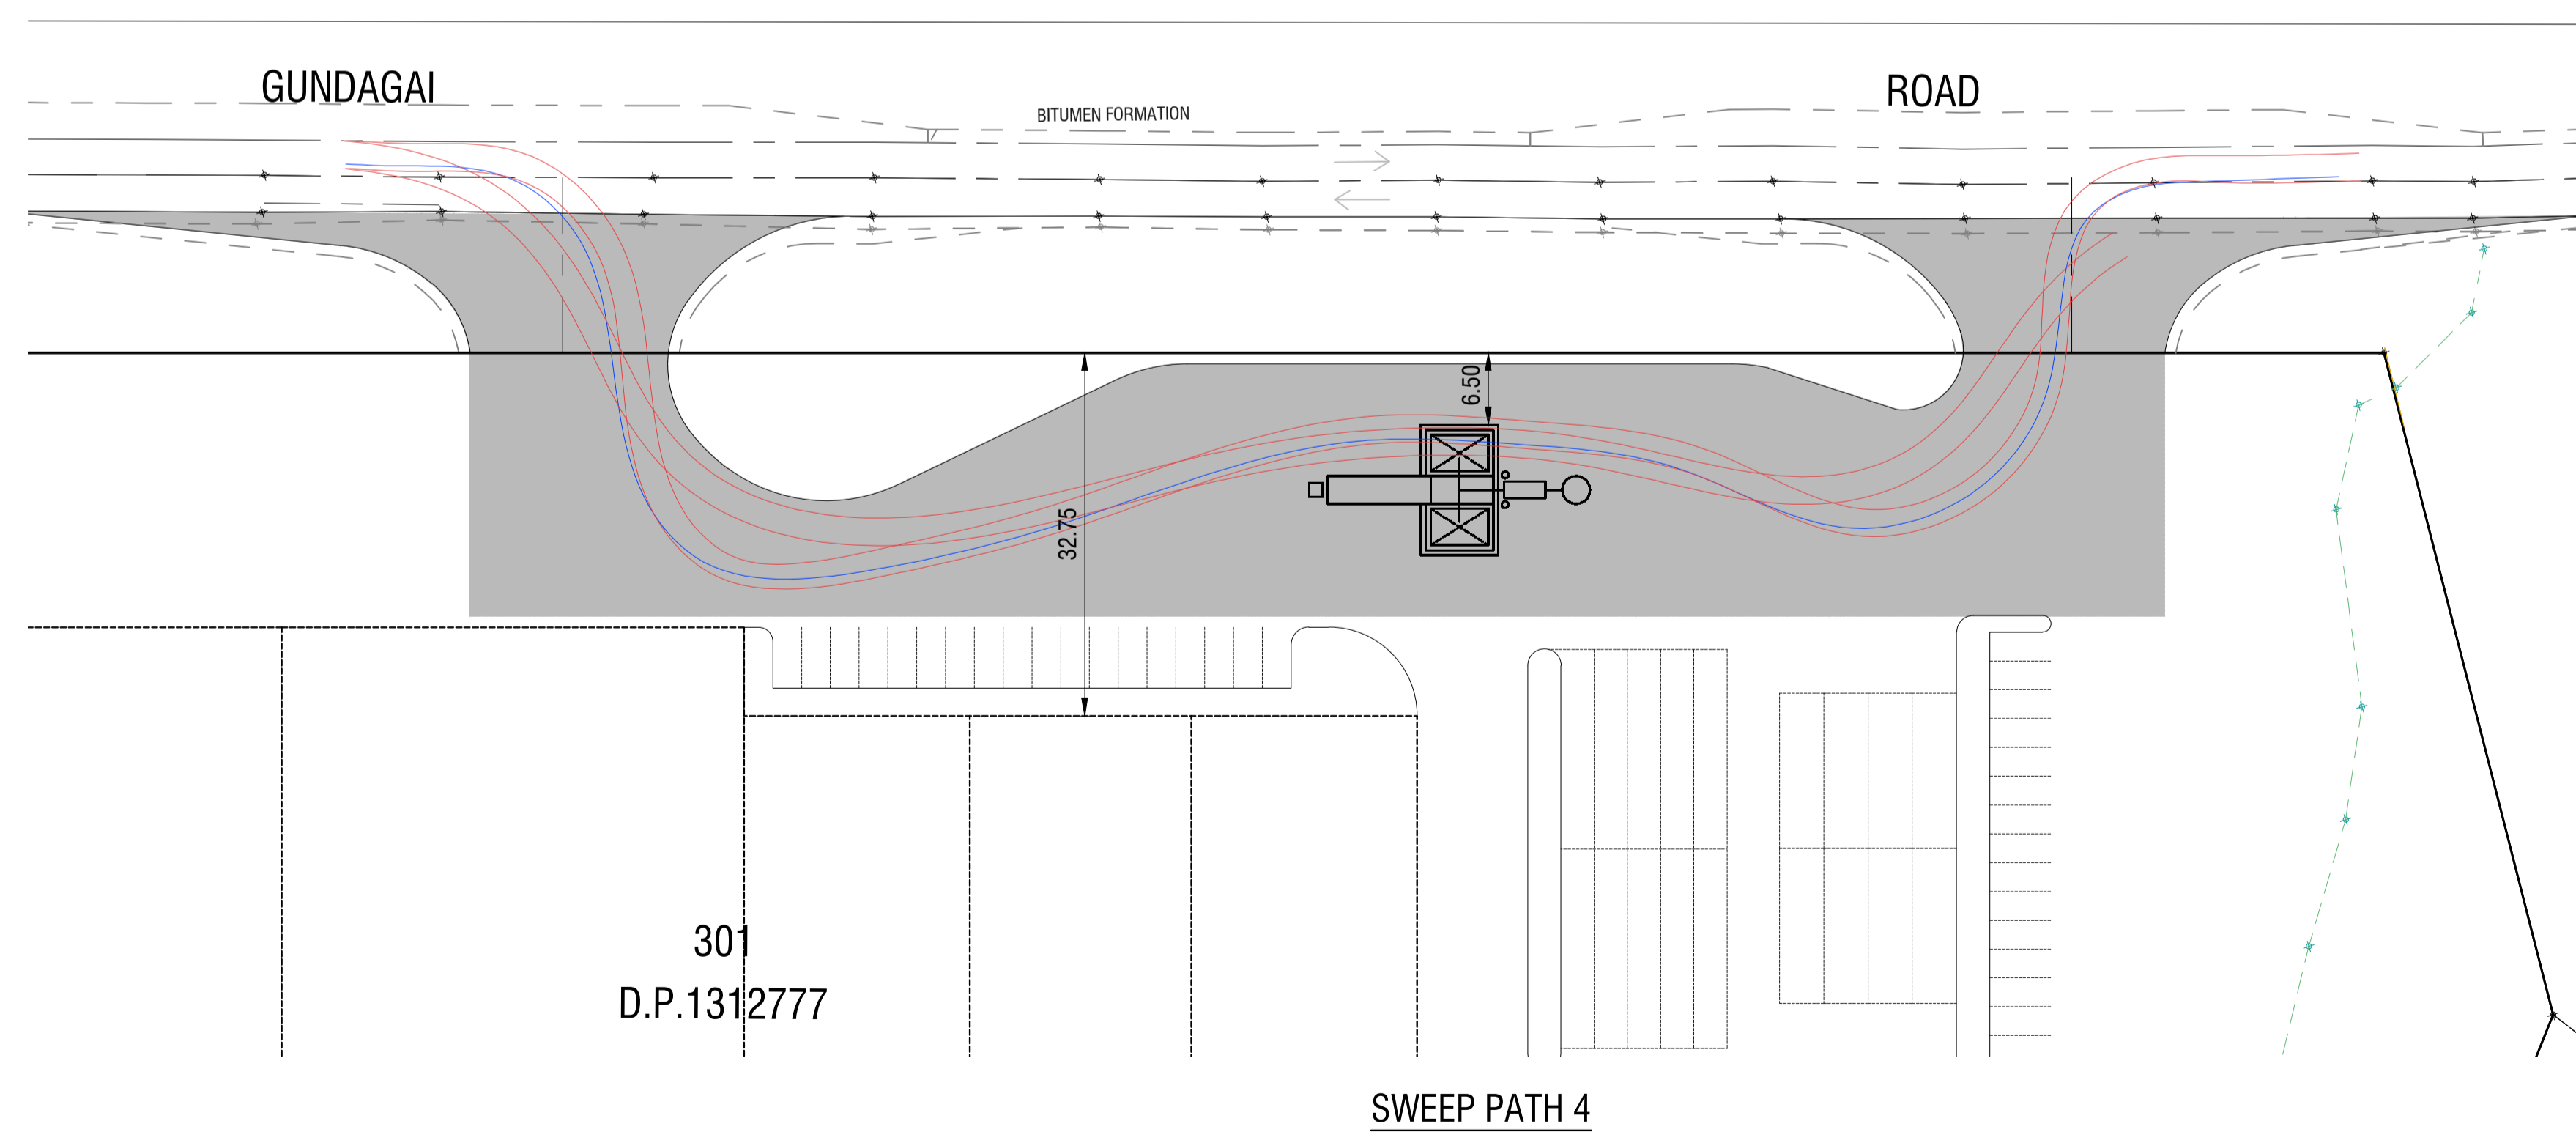 GUNDAGAI
ROAD
BITUMEN FORMATION
6.50
32.75
301
D.P.1312777
SWEEP PATH 4